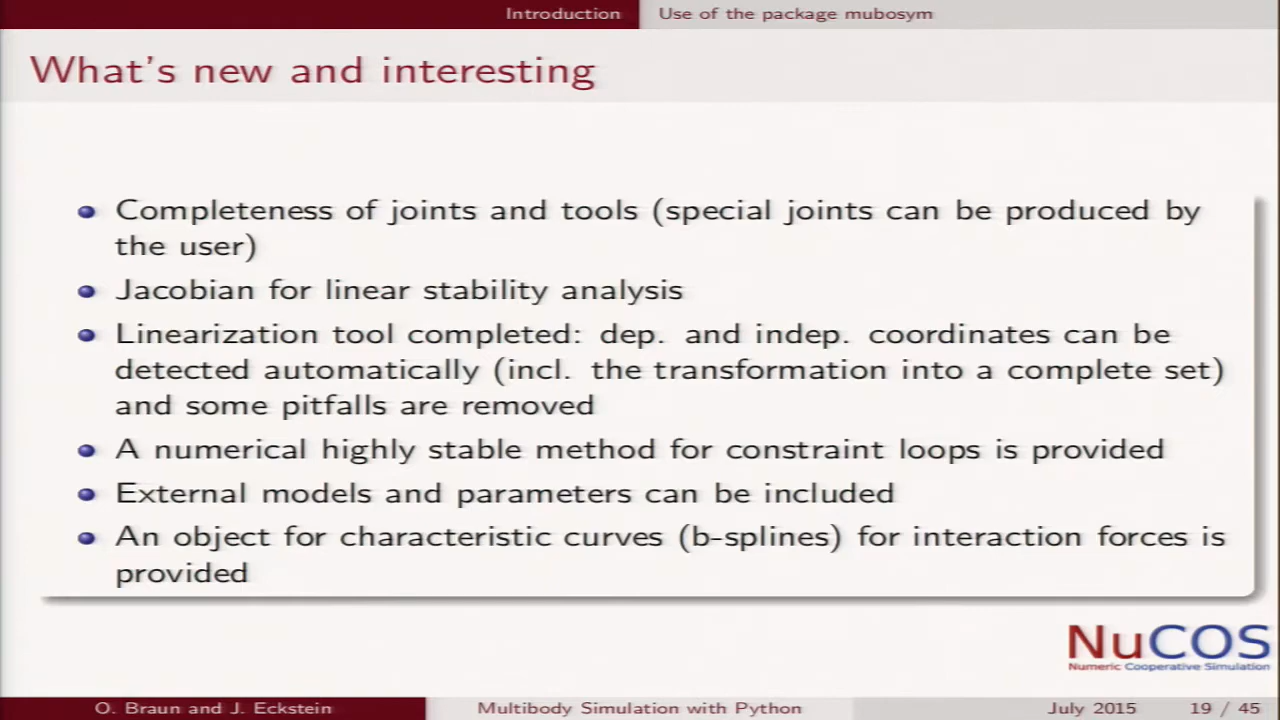 Introduction Use of the package mubosym
What's new and interesting
Completeness of joints and tools (special joints can be produced by
the user)
Jacobian for linear stability analysis
Linearization tool completed: dep. and indep. coordinates can be
detected automatically (incl. the transformation into a complete set)
and some pitfalls are removed
A numerical highly stable method for constraint loops is provided
External models and parameters can be included
An object for characteristic curves (b-splines) for interaction forces is
provided
NuCOS
Numeric Cooperative Simulation
O. Braun and J. Eckstein Multibody Simulation with Python July 2015 19 / 45